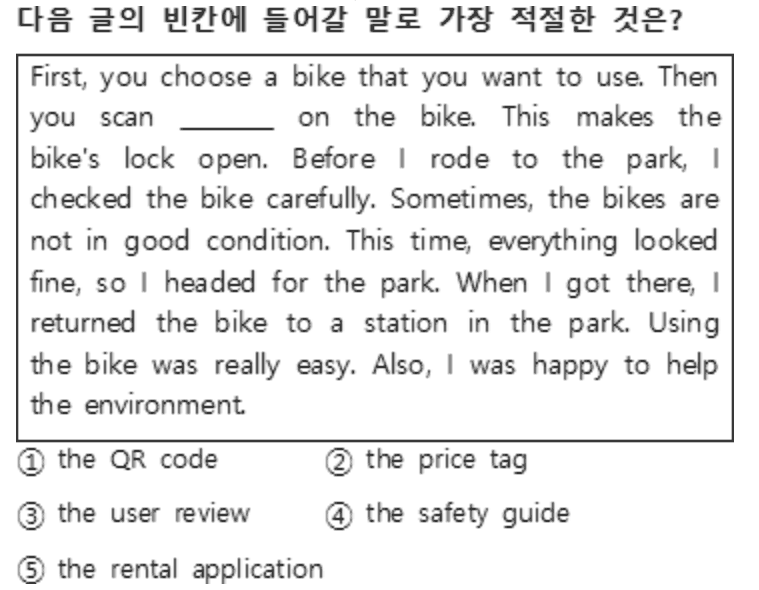 다음 글의 빈칸에 들어갈 말로 가장 적절한 것은?
First, you choose a bike that you want to use. Then
you scan _______ on the bike. This makes the
bike's lock open. Before I rode to the park, I
checked the bike carefully. Sometimes, the bikes are
not in good condition. This time, everything looked
fine, so I headed for the park. When I got there, I
returned the bike to a station in the park. Using
the bike was really easy. Also, I was happy to help
the environment.
① the QR code ② the price tag
③ the user review ④ the safety guide
⑤ the rental application